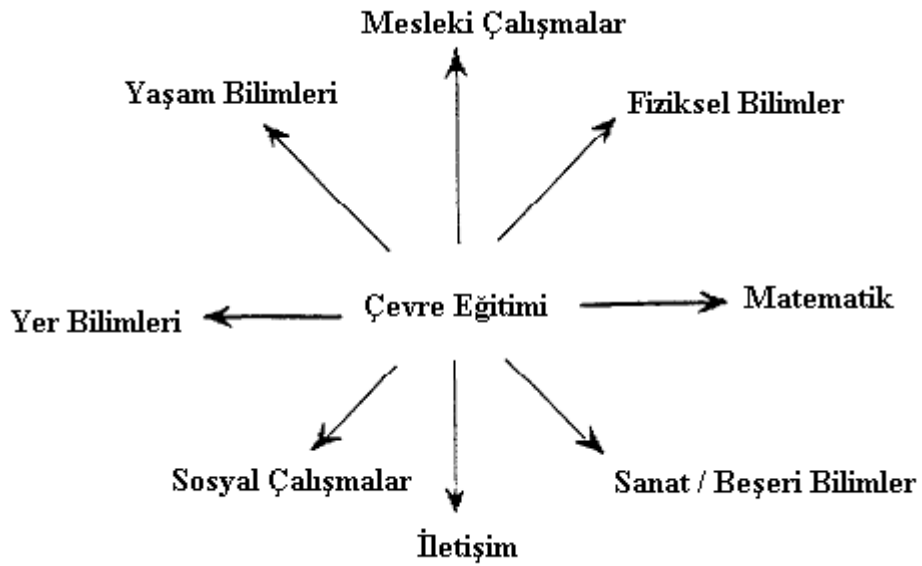 Mesleki Çalışmalar
Yaşam Bilimleri
Fiziksel Bilimler
Çevre Eğitimi
Matematik
Yer Bilimleri
Sosyal Çalışmalar
Sanat / Beşeri Bilimler
İletişim